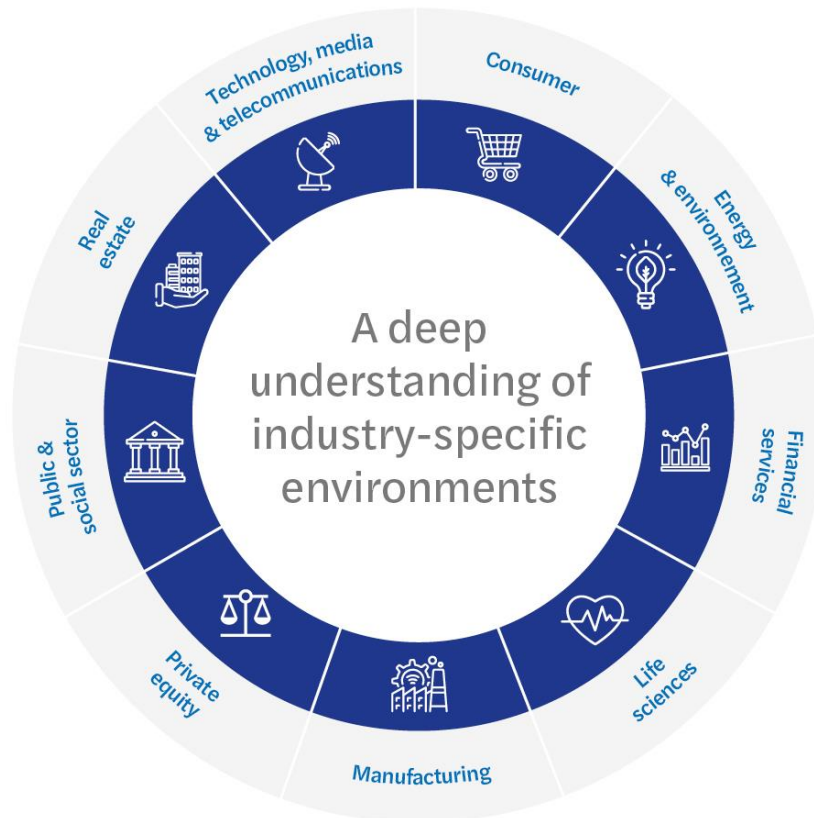 Technology, media
& telecommunications
Consumer
Energy
& environnement
Financial
services
Life
sciences
Manufacturing
Private
equity
Public &
social sector
Real
estate
A deep
understanding of
industry-specific
environments